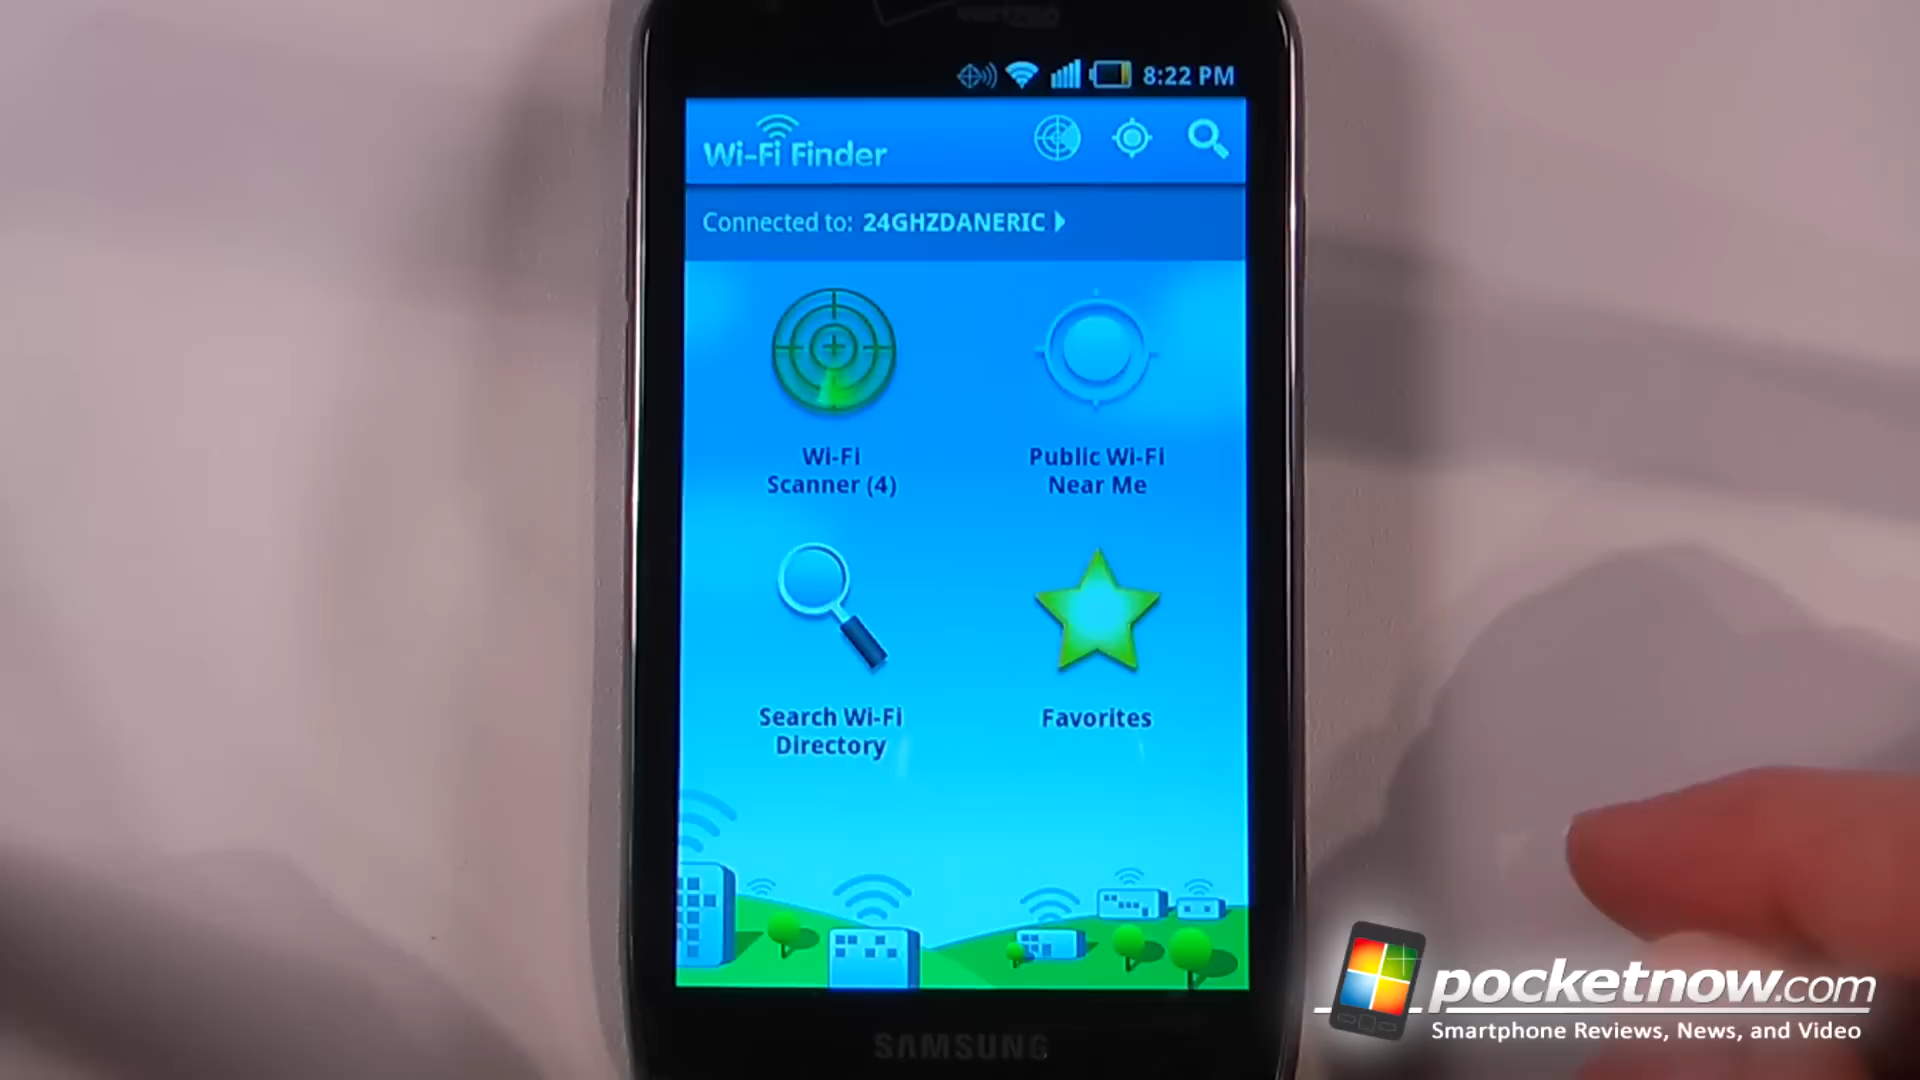 verizon
8:22 PM
Wi-Fi Finder
Connected to: 24GHZDANERIC
Wi-Fi
Scanner (4)
Public Wi-Fi
Near Me
Search Wi-Fi
Directory
Favorites
SAMSUNG
pocketnow.com
Smartphone Reviews, News, and Video